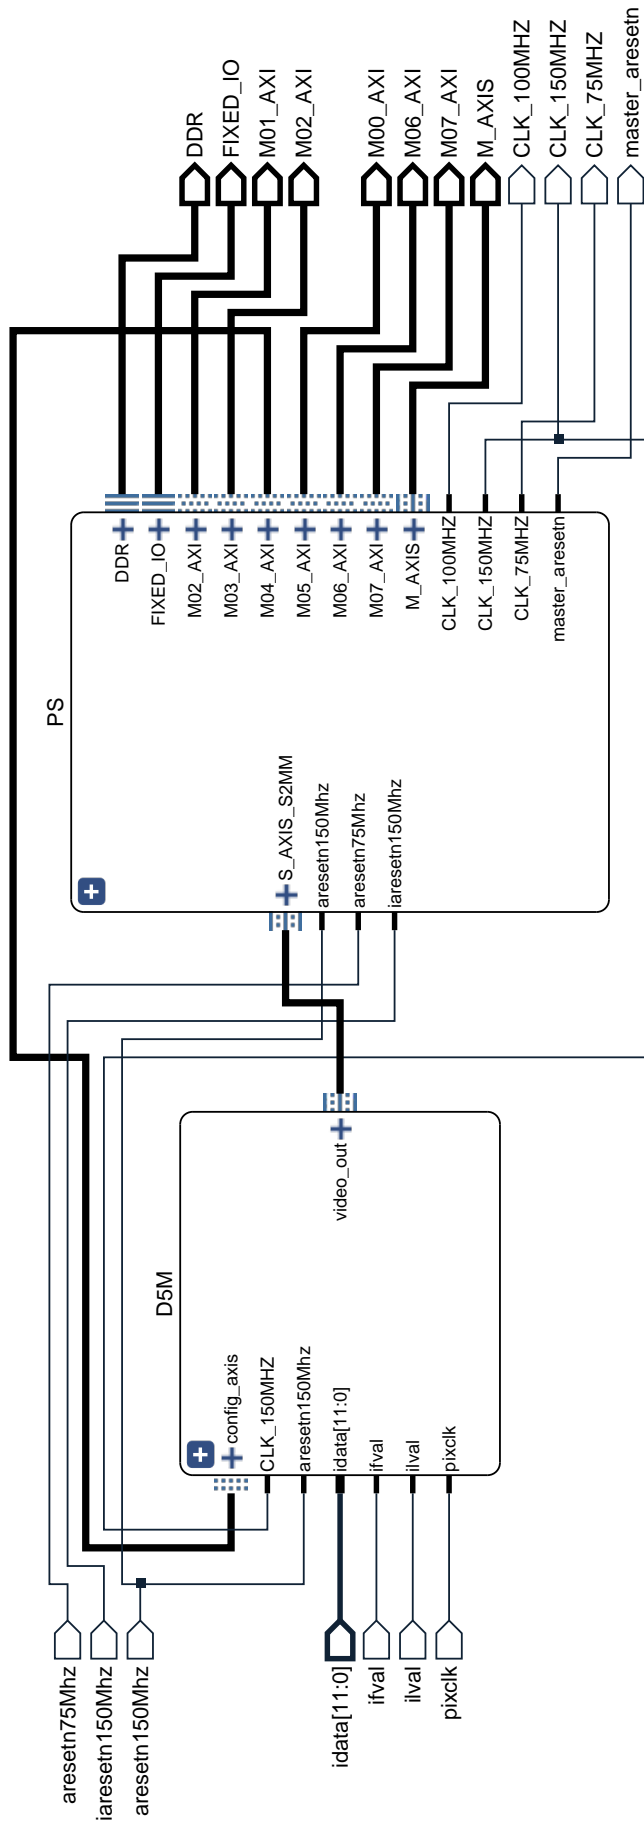 aresetn75Mhz
iaresetn150Mhz
aresetn150Mhz
idata[11:0]
ifval
ilval
pixclk
D5M
config_axis
CLK_150MHZ
aresetn150Mhz
idata[11:0]
ifval
ilval
pixclk
video_out
PS
S_AXIS_S2MM
aresetn150Mhz
aresetn75Mhz
iaresetn150Mhz
DDR
FIXED_IO
M02_AXI
M03_AXI
M04_AXI
M05_AXI
M06_AXI
M07_AXI
M_AXIS
CLK_100MHZ
CLK_150MHZ
CLK_75MHZ
master_aresetn
DDR
FIXED_IO
M01_AXI
M02_AXI
M00_AXI
M06_AXI
M07_AXI
M_AXIS
CLK_100MHZ
CLK_150MHZ
CLK_75MHZ
master_aresetn